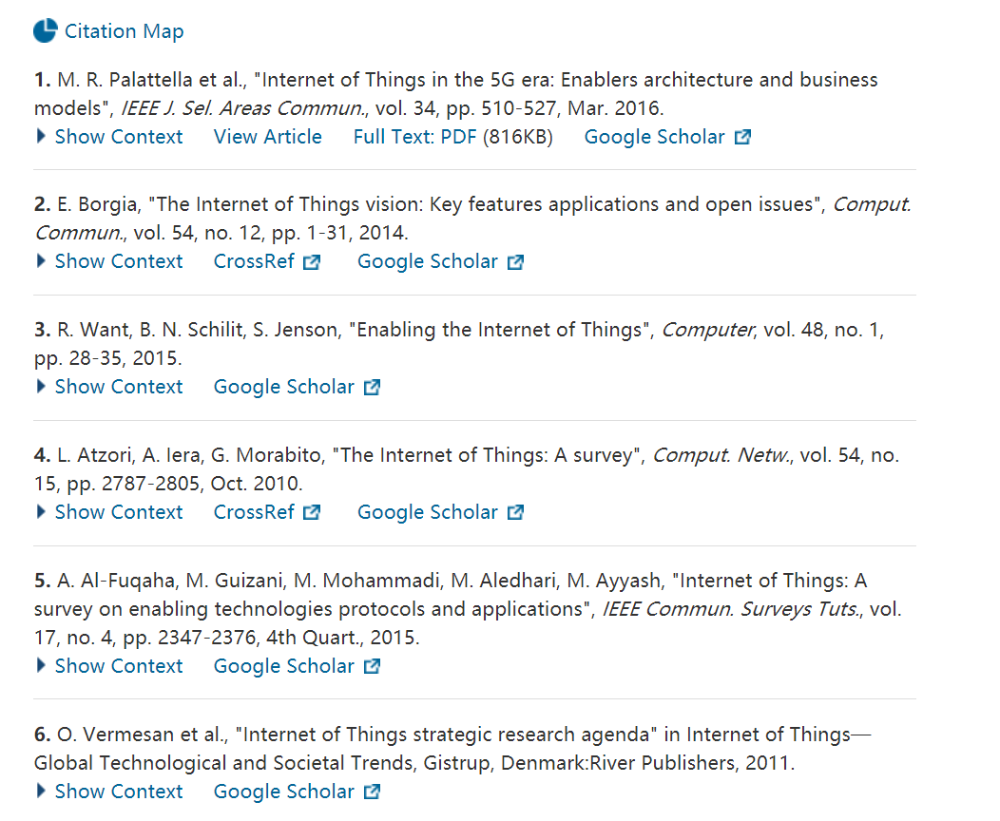 Citation Map
1. M. R. Palattella et al., "Internet of Things in the 5G era: Enablers architecture and business
models", IEEE J. Sel. Areas Commun., vol. 34, pp. 510-527, Mar. 2016.
Show Context View Article Full Text: PDF (816KB) Google Scholar
2. E. Borgia, "The Internet of Things vision: Key features applications and open issues", Comput.
Commun., vol. 54, no. 12, pp. 1-31, 2014.
Show Context CrossRef Google Scholar
3. R. Want, B. N. Schilit, S. Jenson, "Enabling the Internet of Things", Computer, vol. 48, no. 1,
pp. 28-35, 2015.
Show Context Google Scholar
4. L. Atzori, A. Iera, G. Morabito, "The Internet of Things: A survey", Comput. Netw., vol. 54, no.
15, pp. 2787-2805, Oct. 2010.
Show Context CrossRef Google Scholar
5. A. Al-Fuqaha, M. Guizani, M. Mohammadi, M. Aledhari, M. Ayyash, "Internet of Things: A
survey on enabling technologies protocols and applications", IEEE Commun. Surveys Tuts., vol.
17, no. 4, pp. 2347-2376, 4th Quart., 2015.
Show Context Google Scholar
6. O. Vermesan et al., "Internet of Things strategic research agenda" in Internet of Things—
Global Technological and Societal Trends, Gistrup, Denmark:River Publishers, 2011.
Show Context Google Scholar